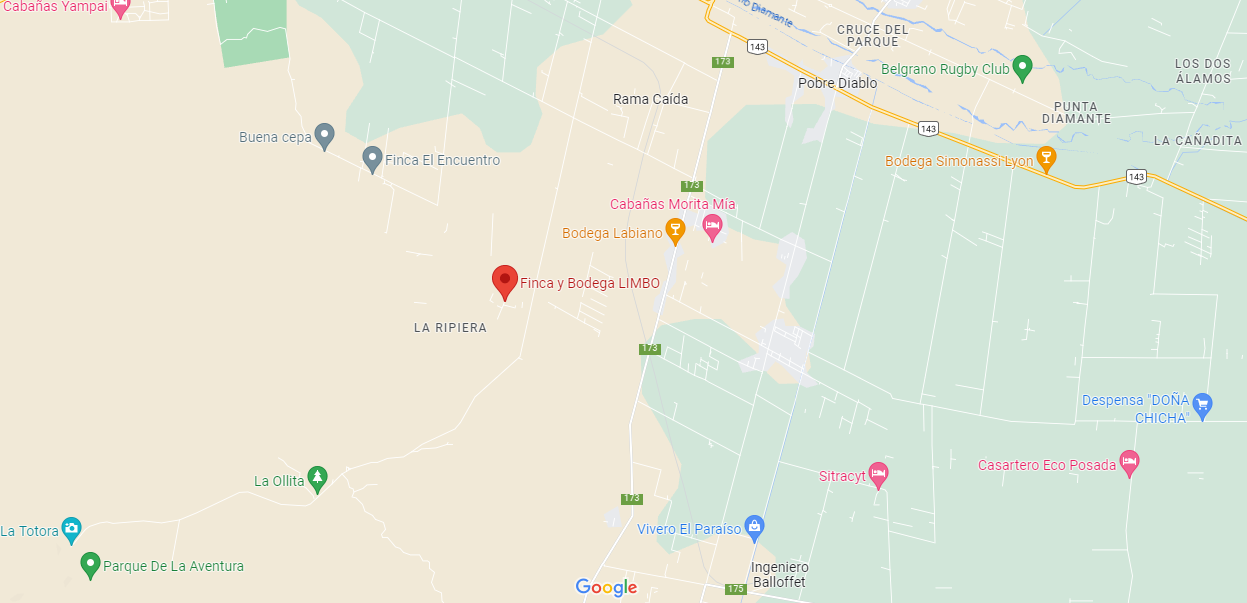 Cabañas Yampai
Río Diamante
143
CRUCE DEL
PARQUE
173
Belgrano Rugby Club
LOS DOS
ÁLAMOS
Pobre Diablo
Rama Caída
PUNTA
DIAMANTE
143
Buena cepa
LA CAÑADITA
Finca El Encuentro
Bodega Simonassi Lyon
143
173
Cabañas Morita Mía
Bodega Labiano
Finca y Bodega LIMBO
LA RIPIERA
173
Despensa "DOÑA
CHICHA"
Casartero Eco Posada
Sitracyt
La Ollita
173
La Totora
Vivero El Paraíso
Parque De La Aventura
Ingeniero
Balloffet
Google
175